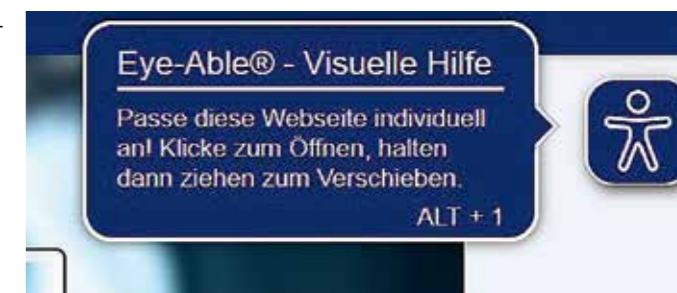 Eye-Able® - Visuelle Hilfe
Passe diese Webseite individuell
an! Klicke zum Öffnen, halten
dann ziehen zum Verschieben.
ALT + 1